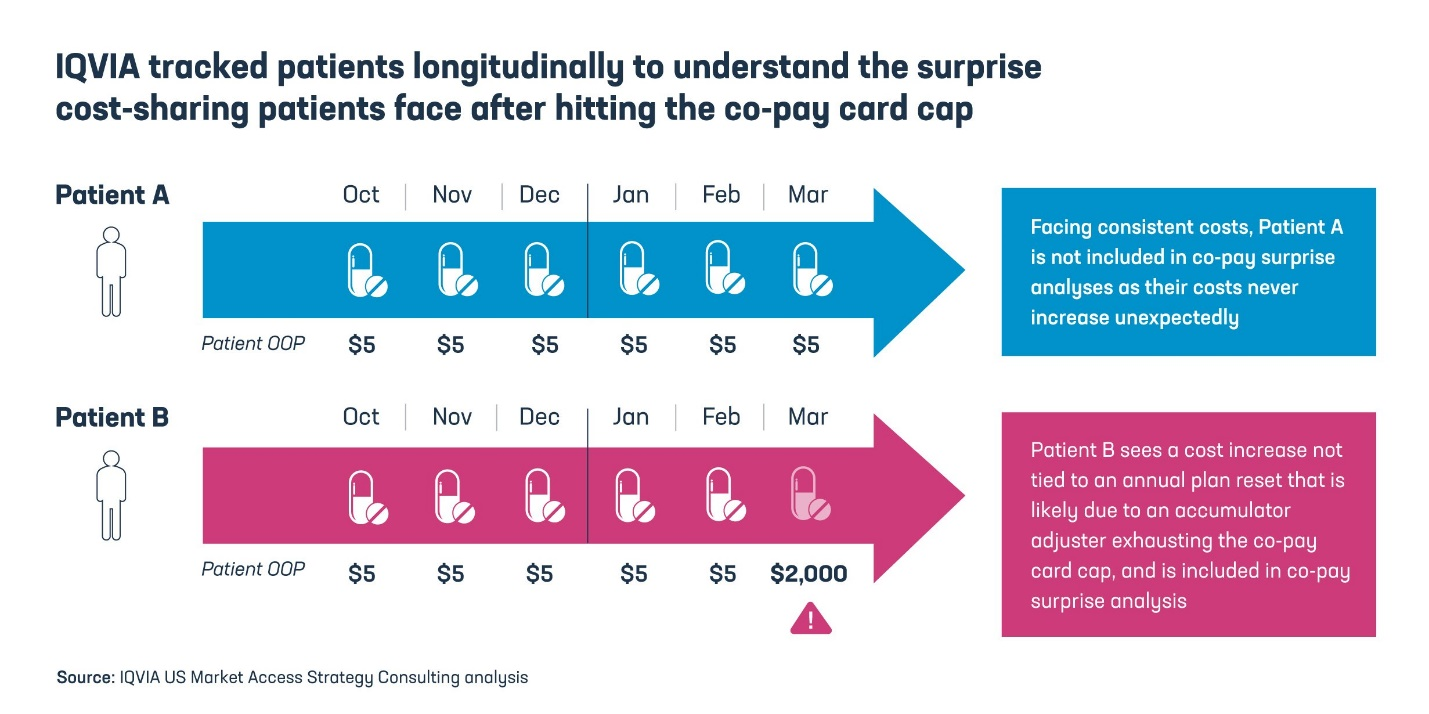 IQVIA tracked patients longitudinally to understand the surprise
cost-sharing patients face after hitting the co-pay card cap
Patient A
Oct Nov Dec Jan Feb Mar
Patient OOP $5 $5 $5 $5 $5 $5
Facing consistent costs, Patient A
is not included in co-pay surprise
analyses as their costs never
increase unexpectedly
Patient B
Oct Nov Dec Jan Feb Mar
Patient OOP $5 $5 $5 $5 $5 $2,000
!
Patient B sees a cost increase not
tied to an annual plan reset that is
likely due to an accumulator
adjuster exhausting the co-pay
card cap, and is included in co-pay
surprise analysis
Source: IQVIA US Market Access Strategy Consulting analysis